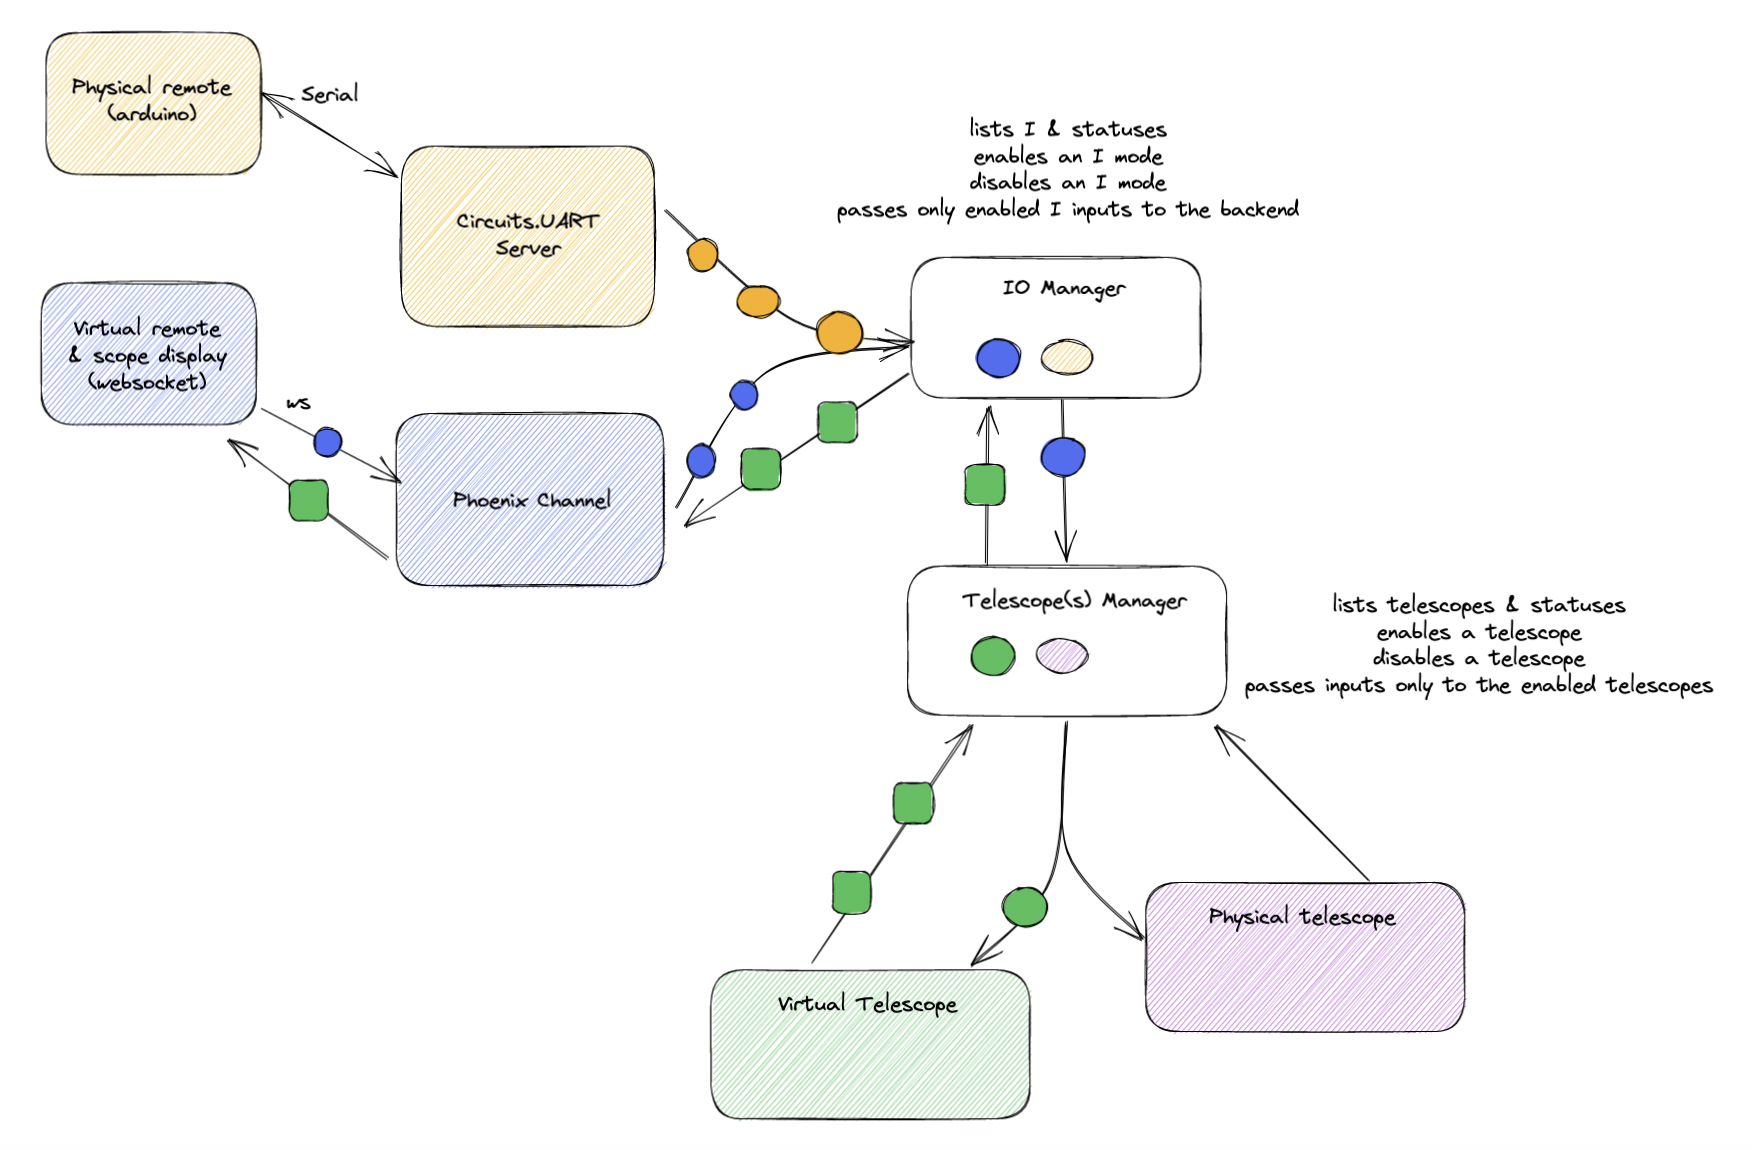 Physical remote
(arduino)
Serial
Circuits.UART
Server
lists I & statuses
enables an I mode
disables an I mode
passes only enabled I inputs to the backend
IO Manager
Virtual remote
& scope display
(websocket)
ws
Phoenix Channel
Telescope(s) Manager
lists telescopes & statuses
enables a telescope
disables a telescope
passes inputs only to the enabled telescopes
Physical telescope
Virtual Telescope